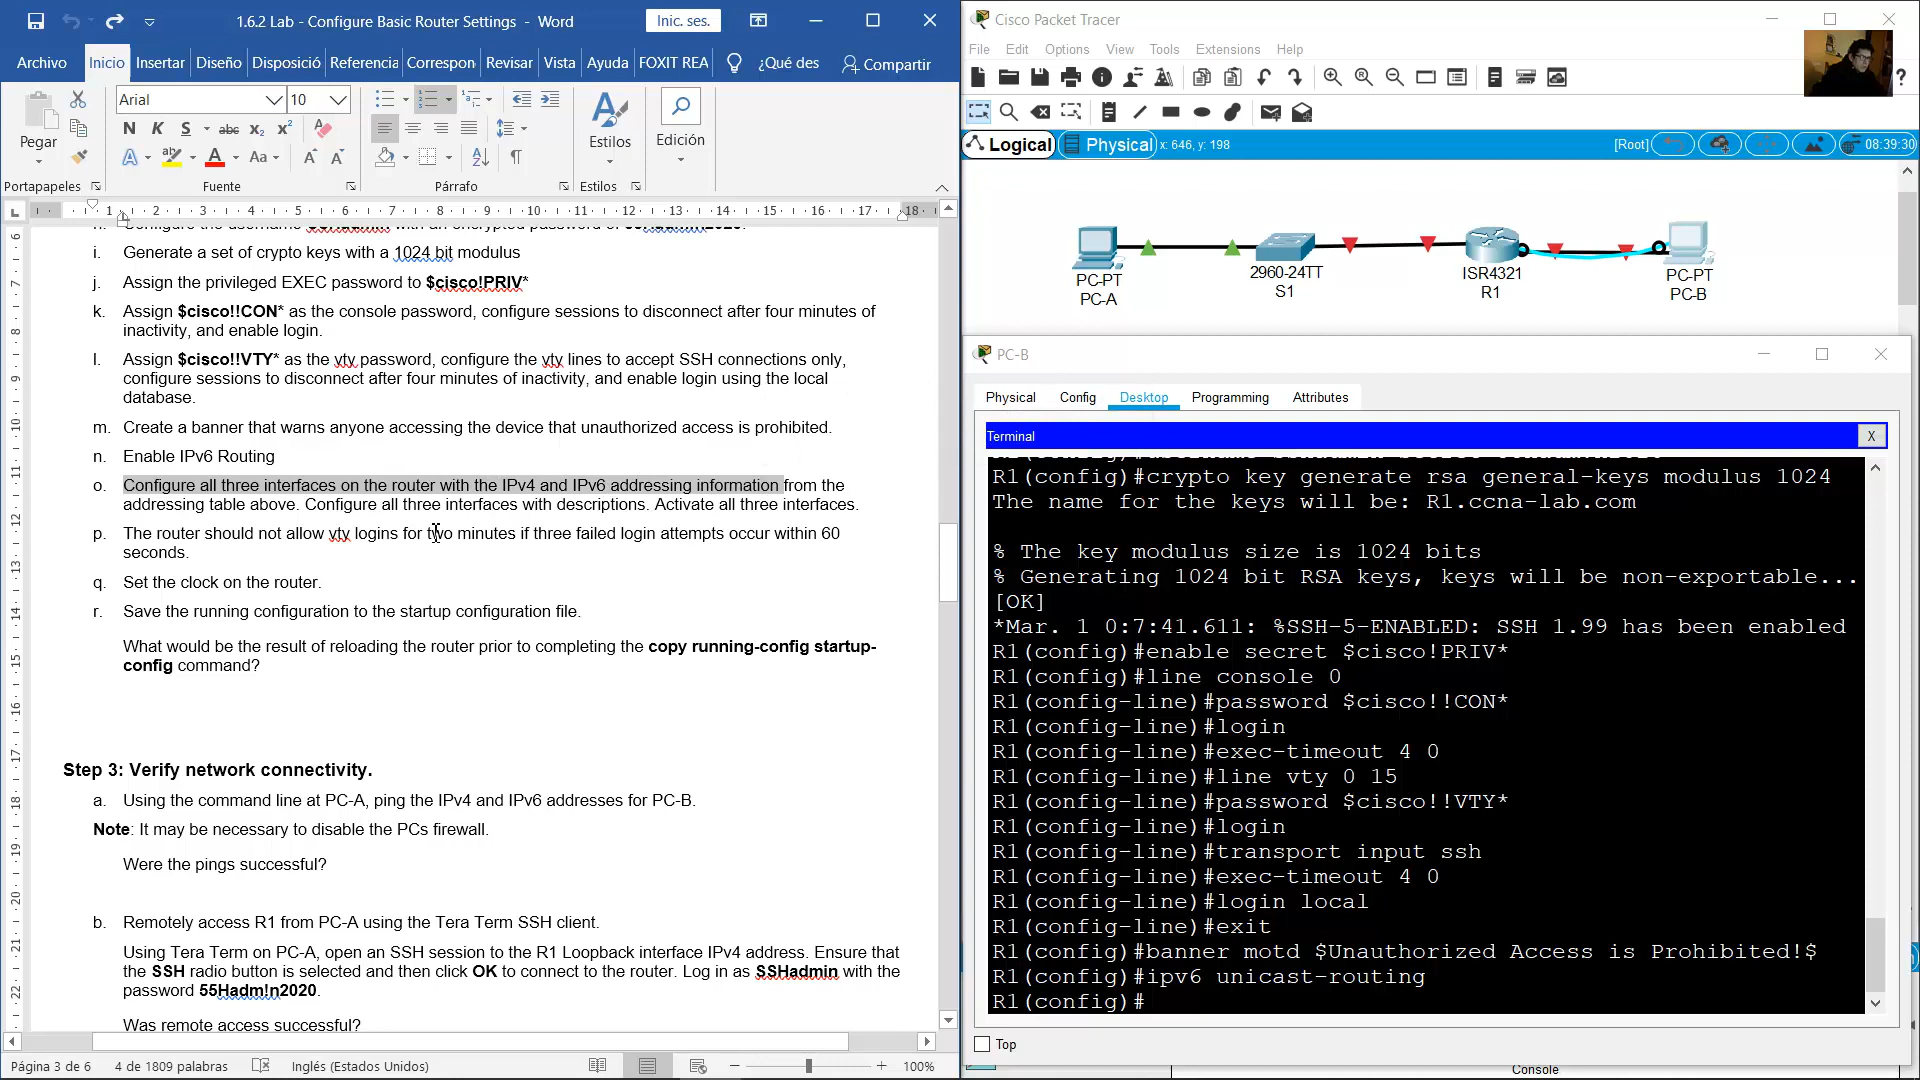 1.6.2 Lab - Configure Basic Router Settings - Word
Inic. ses.
Archivo
Inicio
Insertar
Diseño
Disposició
Referencia
Correspon
Revisar
Vista
Ayuda
FOXIT REA
¿Qué des
Compartir
Pegar
Arial
10
N K S abc x₂ x²
Aa
Estilos
Edición
Portapapeles
Fuente
Párrafo
Estilos
1 2 3 4 5 6 7 8 9 10 11 12 13 14 15 16 17 18
i. Generate a set of crypto keys with a 1024 bit modulus
j. Assign the privileged EXEC password to $cisco!PRIV*
k. Assign $cisco!!CON* as the console password, configure sessions to disconnect after four minutes of
inactivity, and enable login.
l. Assign $cisco!!VTY* as the vty password, configure the vty lines to accept SSH connections only,
configure sessions to disconnect after four minutes of inactivity, and enable login using the local
database.
m. Create a banner that warns anyone accessing the device that unauthorized access is prohibited.
n. Enable IPv6 Routing
o. Configure all three interfaces on the router with the IPv4 and IPv6 addressing information from the
addressing table above. Configure all three interfaces with descriptions. Activate all three interfaces.
p. The router should not allow vty logins for two minutes if three failed login attempts occur within 60
seconds.
q. Set the clock on the router.
r. Save the running configuration to the startup configuration file.
What would be the result of reloading the router prior to completing the copy running-config startup-
config command?
Step 3: Verify network connectivity.
a. Using the command line at PC-A, ping the IPv4 and IPv6 addresses for PC-B.
Note: It may be necessary to disable the PCs firewall.
Were the pings successful?
b. Remotely access R1 from PC-A using the Tera Term SSH client.
Using Tera Term on PC-A, open an SSH session to the R1 Loopback interface IPv4 address. Ensure that
the SSH radio button is selected and then click OK to connect to the router. Log in as SSHadmin with the
password 55Hadm!n2020.
Was remote access successful?
Página 3 de 6
4 de 1809 palabras
Inglés (Estados Unidos)
100%
Cisco Packet Tracer
File Edit Options View Tools Extensions Help
?
Logical
Physical
x: 646, y: 198
[Root]
08:39:30
PC-PT
PC-A
2960-24TT
S1
ISR4321
R1
PC-PT
PC-B
PC-B
Physical Config Desktop Programming Attributes
Terminal
X
R1(config)#crypto key generate rsa general-keys modulus 1024
The name for the keys will be: R1.ccna-lab.com
% The key modulus size is 1024 bits
% Generating 1024 bit RSA keys, keys will be non-exportable...
[OK]
*Mar. 1 0:7:41.611: %SSH-5-ENABLED: SSH 1.99 has been enabled
R1(config)#enable secret $cisco!PRIV*
R1(config)#line console 0
R1(config-line)#password $cisco!!CON*
R1(config-line)#login
R1(config-line)#exec-timeout 4 0
R1(config-line)#line vty 0 15
R1(config-line)#password $cisco!!VTY*
R1(config-line)#login
R1(config-line)#transport input ssh
R1(config-line)#exec-timeout 4 0
R1(config-line)#login local
R1(config-line)#exit
R1(config)#banner motd $Unauthorized Access is Prohibited!$
R1(config)#ipv6 unicast-routing
R1(config)#
Top
Console